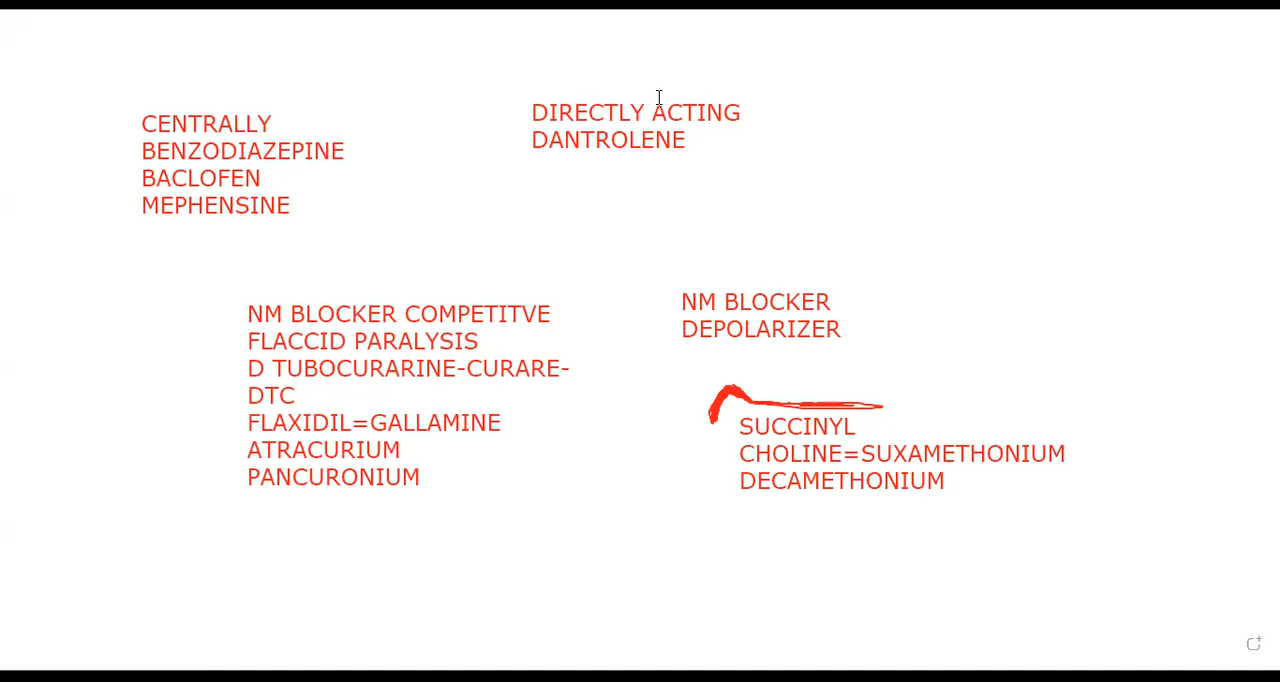 CENTRALLY
BENZODIAZEPINE
BACLOFEN
MEPHENSINE
DIRECTLY ACTING
DANTROLENE
NM BLOCKER COMPETITVE
FLACCID PARALYSIS
D TUBOCURARINE-CURARE-
DTC
FLAXIDIL=GALLAMINE
ATRACURIUM
PANCURONIUM
NM BLOCKER
DEPOLARIZER
SUCCINYL
CHOLINE=SUXAMETHONIUM
DECAMETHONIUM